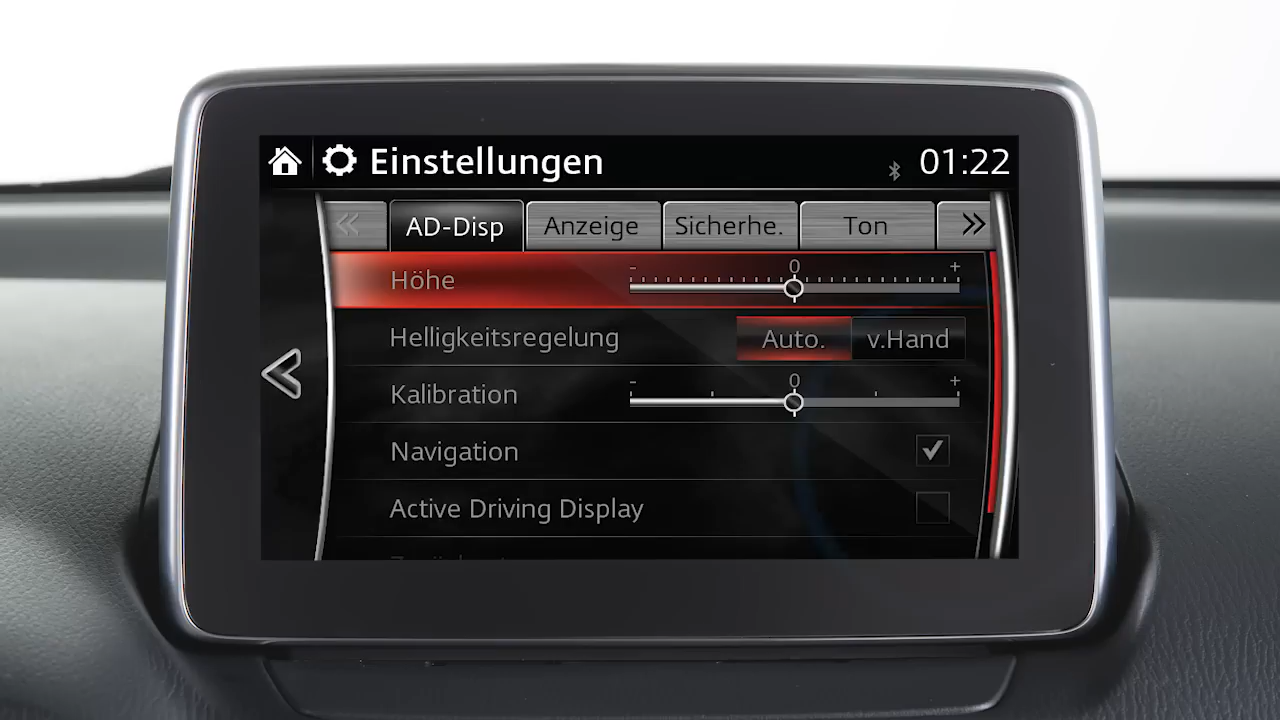 Einstellungen 01:22
AD-Disp Anzeige Sicherhe. Ton
Höhe - 0 +
Helligkeitsregelung Auto. v.Hand
Kalibration - 0 +
Navigation
Active Driving Display